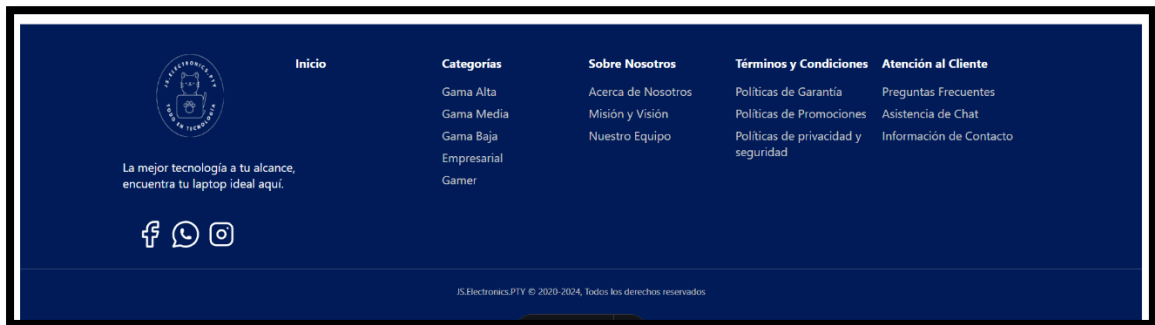 JS.ELECTRONICS.PTY
TODO EN TECNOLOGÍA
La mejor tecnología a tu alcance,
encuentra tu laptop ideal aquí.
Inicio
Categorías
Gama Alta
Gama Media
Gama Baja
Empresarial
Gamer
Sobre Nosotros
Acerca de Nosotros
Misión y Visión
Nuestro Equipo
Términos y Condiciones
Políticas de Garantía
Políticas de Promociones
Políticas de privacidad y
seguridad
Atención al Cliente
Preguntas Frecuentes
Asistencia de Chat
Información de Contacto
JS.Electronics.PTY © 2020-2024, Todos los derechos reservados